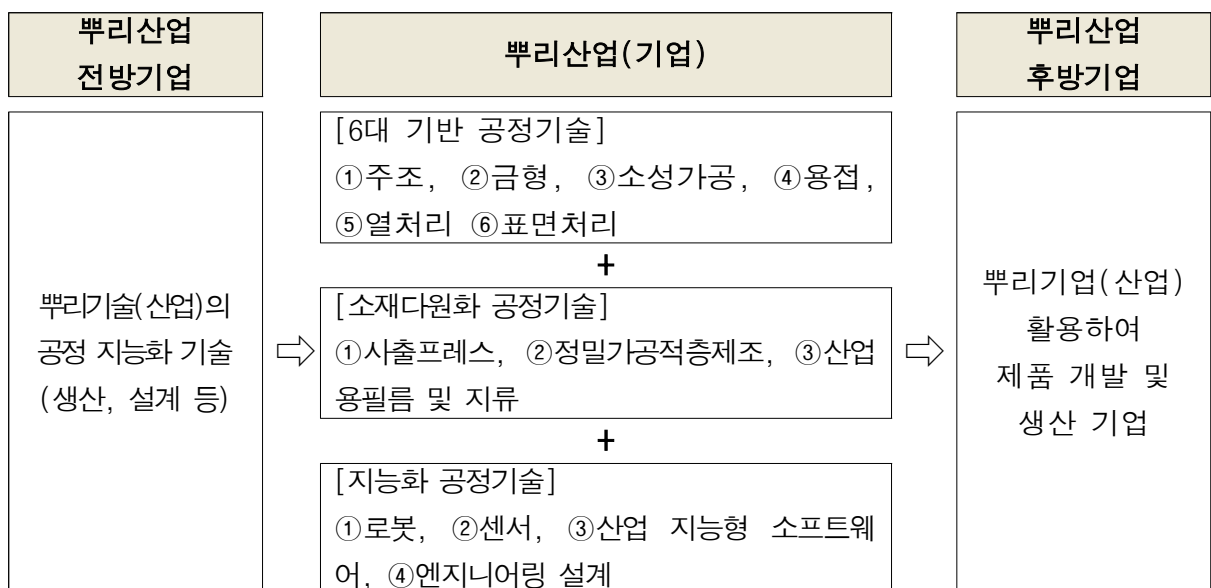 뿌리산업
전방기업
뿌리산업(기업)
뿌리산업
후방기업
뿌리기술(산업)의
공정 지능화 기술
(생산, 설계 등)
⇨
[6대 기반 공정기술]
①주조, ②금형, ③소성가공, ④용접,
⑤열처리 ⑥표면처리
+
[소재다원화 공정기술]
①사출프레스, ②정밀가공적층제조, ③산업
용필름 및 지류
+
[지능화 공정기술]
①로봇, ②센서, ③산업 지능형 소프트웨
어, ④엔지니어링 설계
⇨
뿌리기업(산업)
활용하여
제품 개발 및
생산 기업